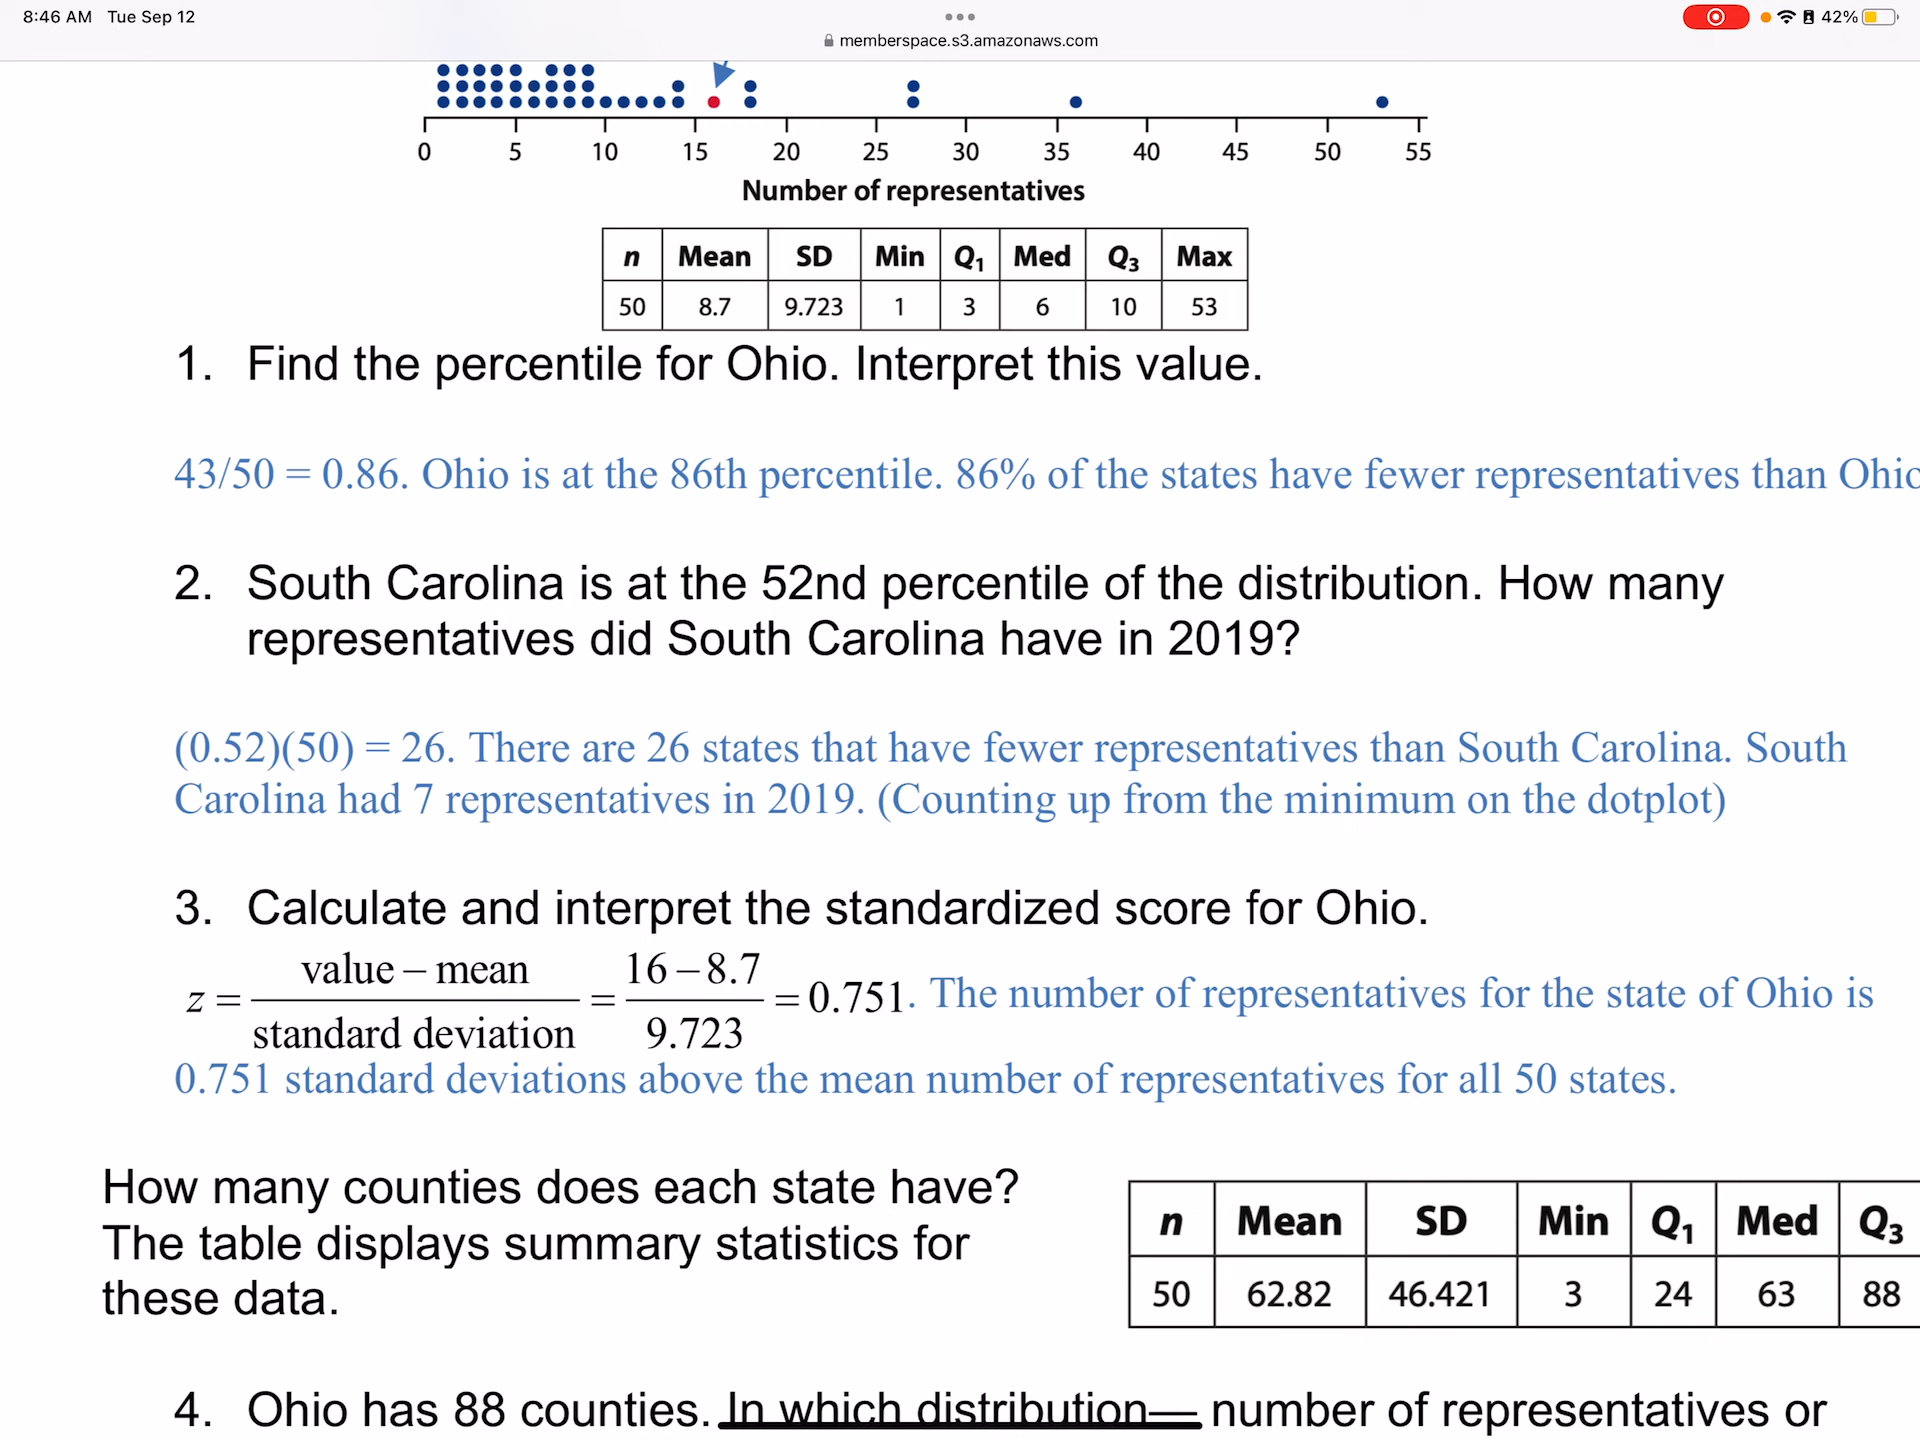 8:46 AM Tue Sep 12
42%
memberspace.s3.amazonaws.com
0 5 10 15 20 25 30 35 40 45 50 55
Number of representatives
n Mean SD Min Q1 Med Q3 Max
50 8.7 9.723 1 3 6 10 53
1. Find the percentile for Ohio. Interpret this value.
43/50 = 0.86. Ohio is at the 86th percentile. 86% of the states have fewer representatives than Ohio
2. South Carolina is at the 52nd percentile of the distribution. How many
representatives did South Carolina have in 2019?
(0.52)(50) = 26. There are 26 states that have fewer representatives than South Carolina. South
Carolina had 7 representatives in 2019. (Counting up from the minimum on the dotplot)
3. Calculate and interpret the standardized score for Ohio.
z = (value – mean)/(standard deviation) = (16 – 8.7)/9.723 = 0.751. The number of representatives for the state of Ohio is
0.751 standard deviations above the mean number of representatives for all 50 states.
How many counties does each state have?
The table displays summary statistics for
these data.
n Mean SD Min Q1 Med Q3
50 62.82 46.421 3 24 63 88
4. Ohio has 88 counties. In which distribution— number of representatives or